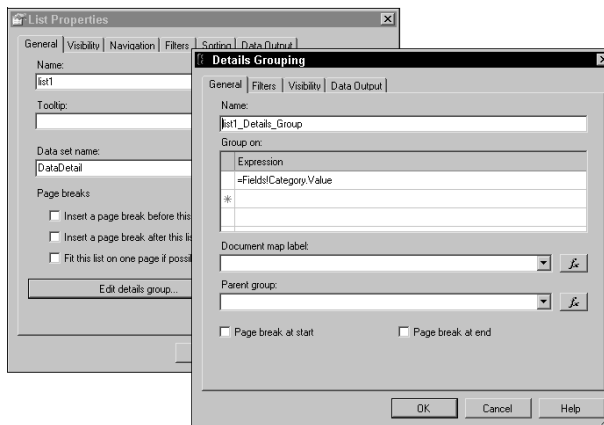 List Properties
General Visibility Navigation Filters Sorting Data Output
Name:
list1
Tooltip:
Data set name:
DataDetail
Page breaks
Insert a page break before this
Insert a page break after this
Fit this list on one page if
Edit details group...
Details Grouping
General Filters Visibility Data Output
Name:
list1_Details_Group
Group on:
Expression
=Fields!Category.Value
Document map label:
fx
Parent group:
fx
Page break at start Page break at end
OK Cancel Help